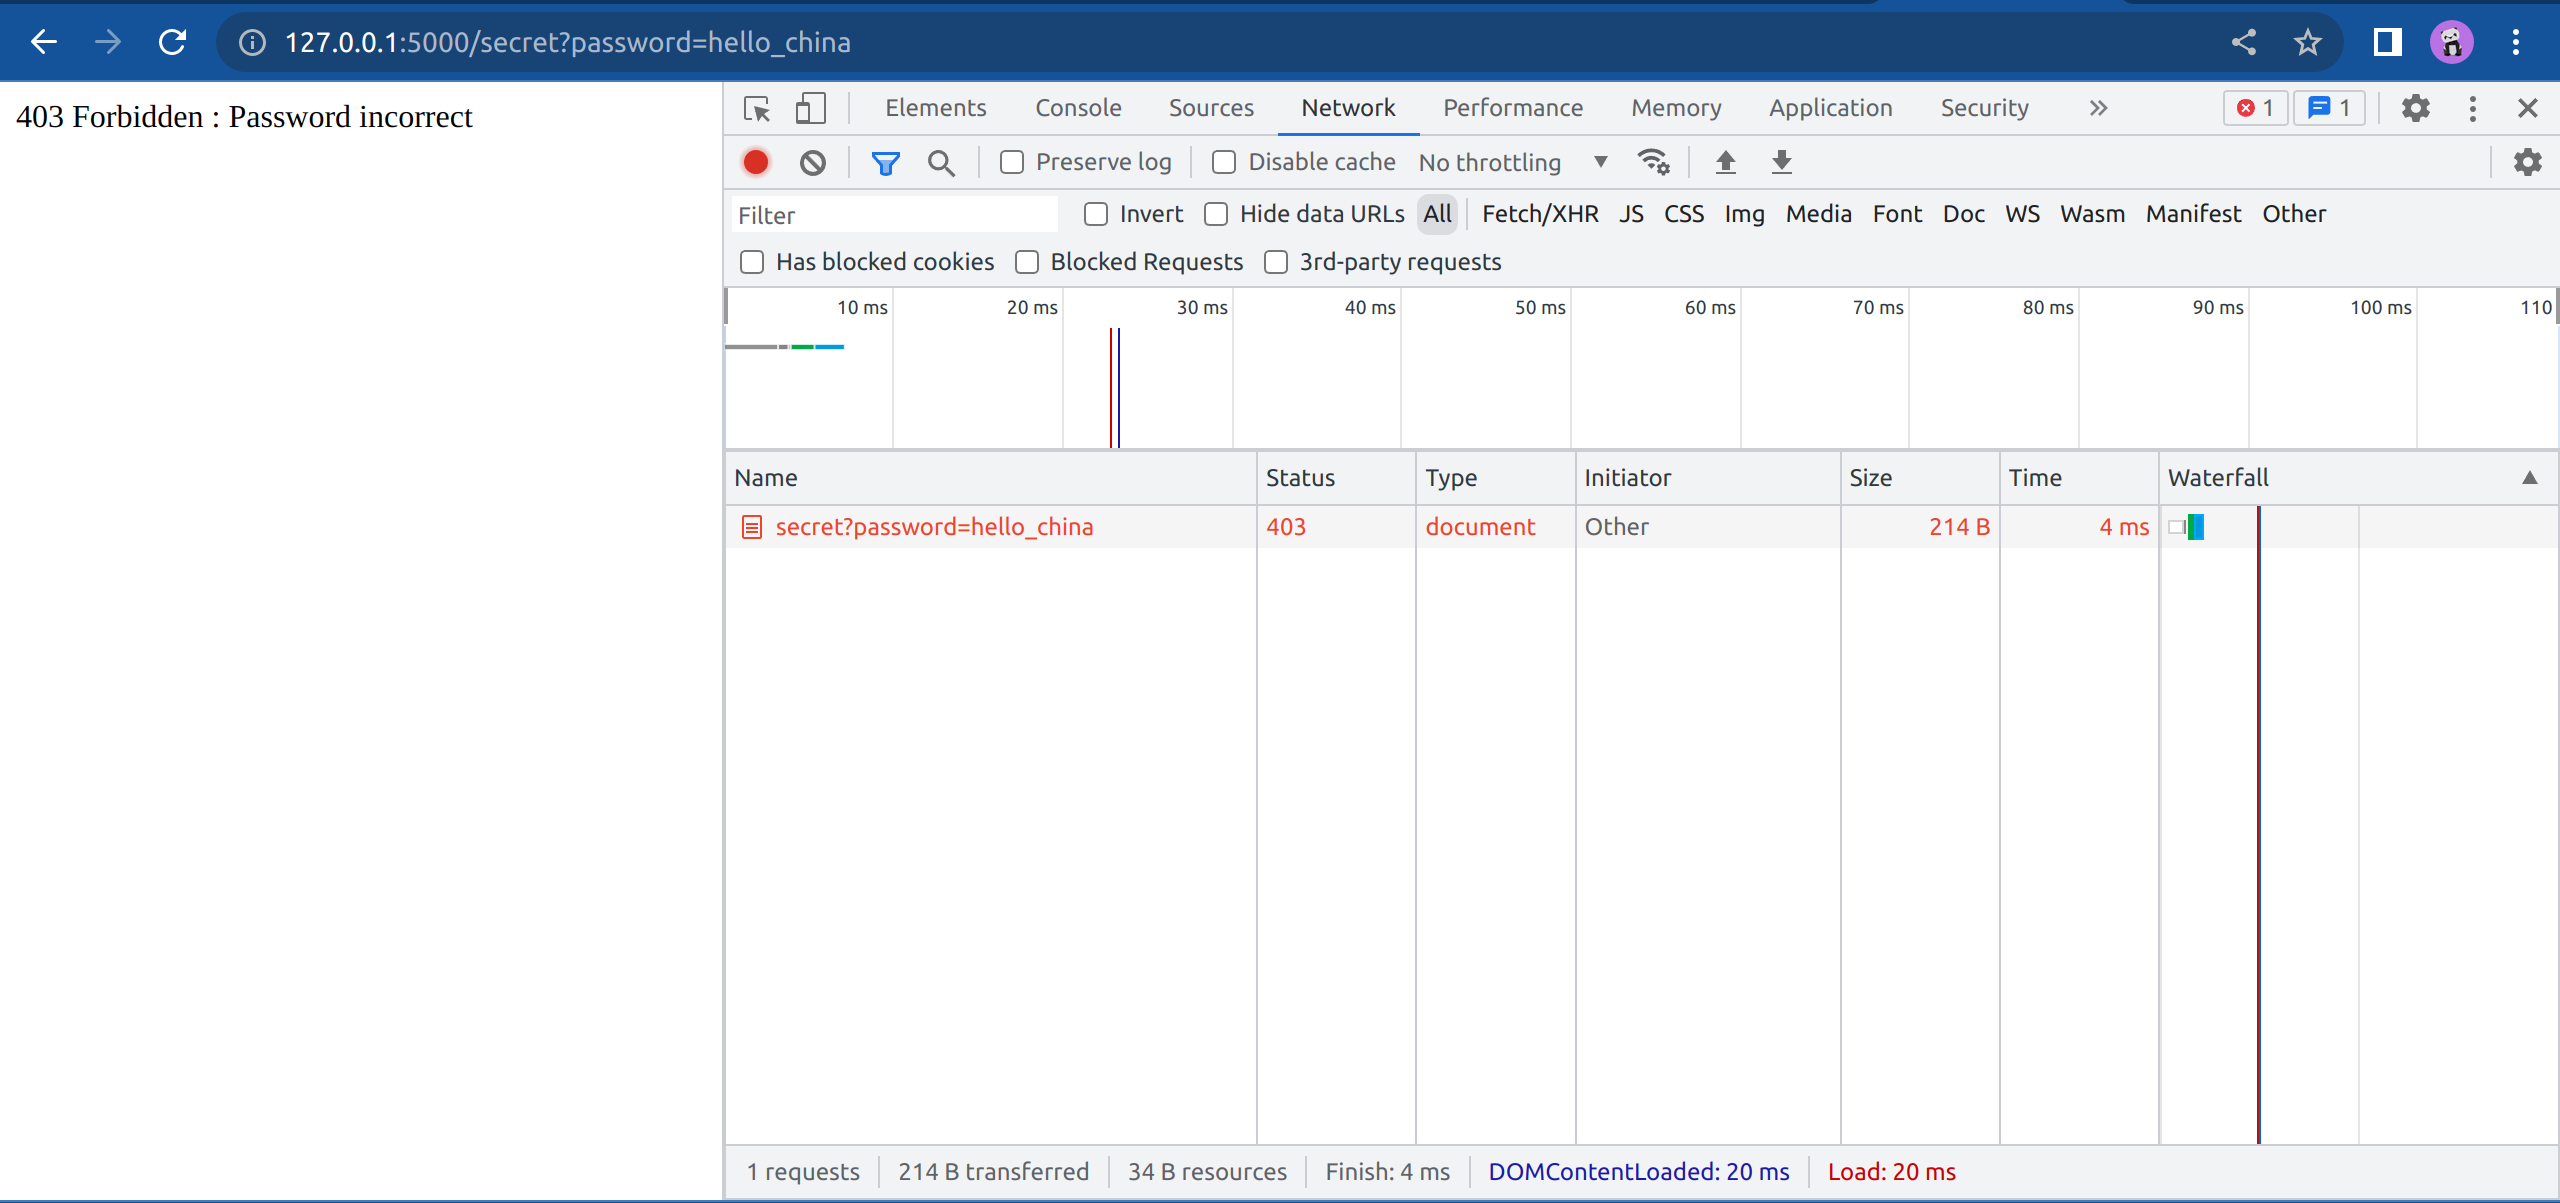 127.0.0.1:5000/secret?password=hello_china
403 Forbidden : Password incorrect
Elements Console Sources Network Performance Memory Application Security 1 1
Preserve log Disable cache No throttling
Filter Invert Hide data URLs All Fetch/XHR JS CSS Img Media Font Doc WS Wasm Manifest Other
Has blocked cookies Blocked Requests 3rd-party requests
10 ms 20 ms 30 ms 40 ms 50 ms 60 ms 70 ms 80 ms 90 ms 100 ms 110
Name Status Type Initiator Size Time Waterfall
secret?password=hello_china 403 document Other 214 B 4 ms
1 requests 214 B transferred 34 B resources Finish: 4 ms DOMContentLoaded: 20 ms Load: 20 ms